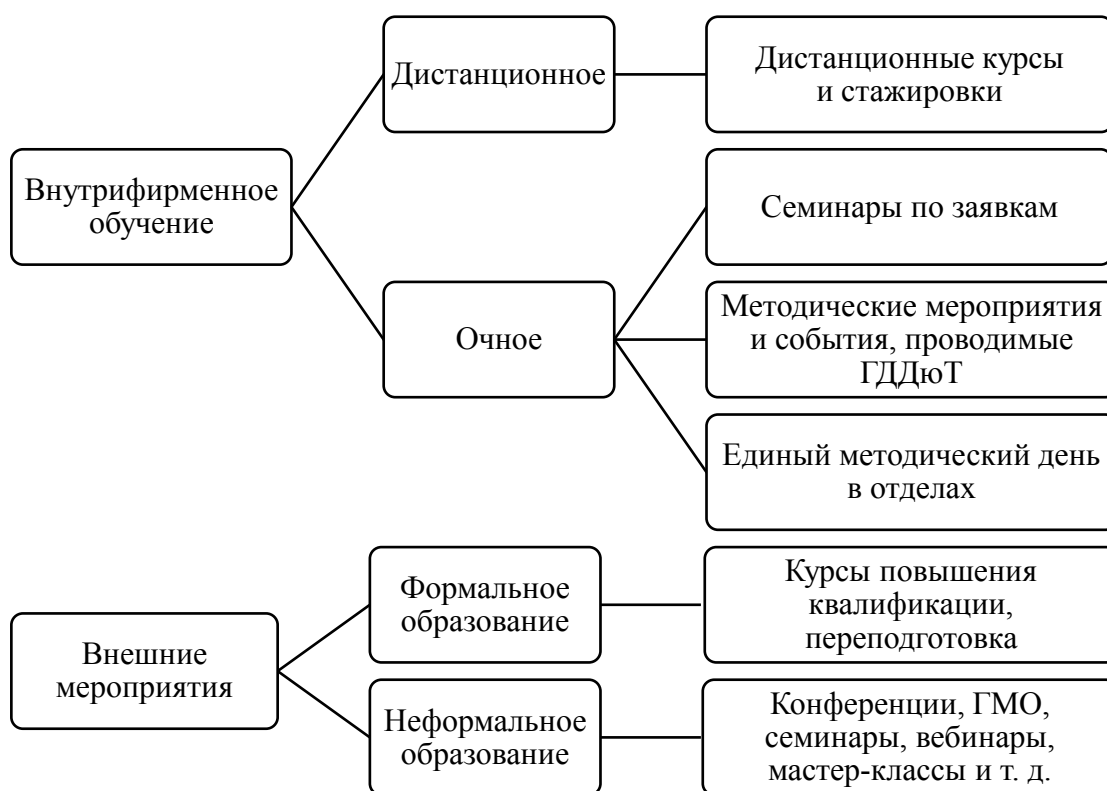 Дистанционное
Дистанционные курсы
и стажировки
Внутрифирменное
обучение
Семинары по заявкам
Очное
Методические мероприятия
и события, проводимые
ГДДюТ
Единый методический день
в отделах
Внешние
мероприятия
Формальное
образование
Курсы повышения
квалификации,
переподготовка
Неформальное
образование
Конференции, ГМО,
семинары, вебинары,
мастер-классы и т. д.